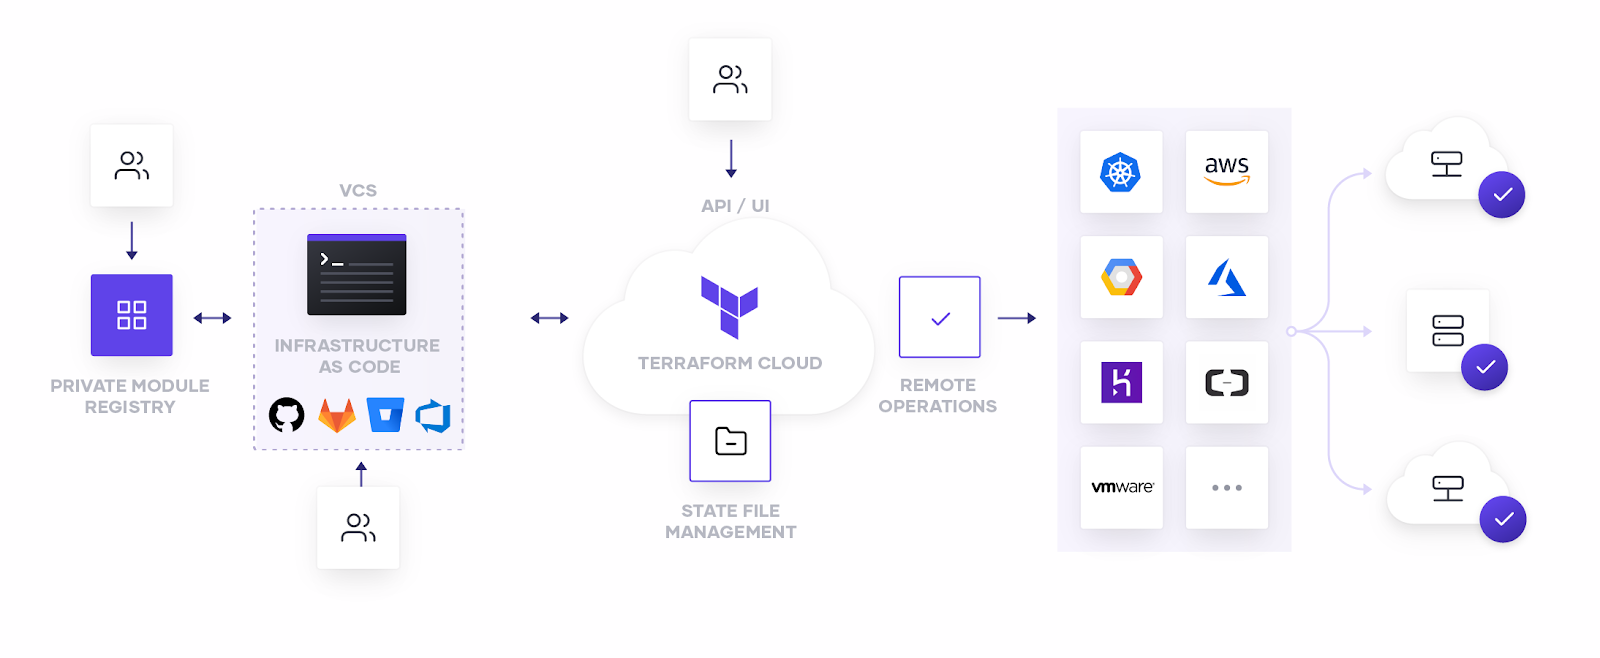 VCS
API / UI
PRIVATE MODULE
REGISTRY
>_
INFRASTRUCTURE
AS CODE
TERRAFORM CLOUD
STATE FILE
MANAGEMENT
REMOTE
OPERATIONS
aws
vmware